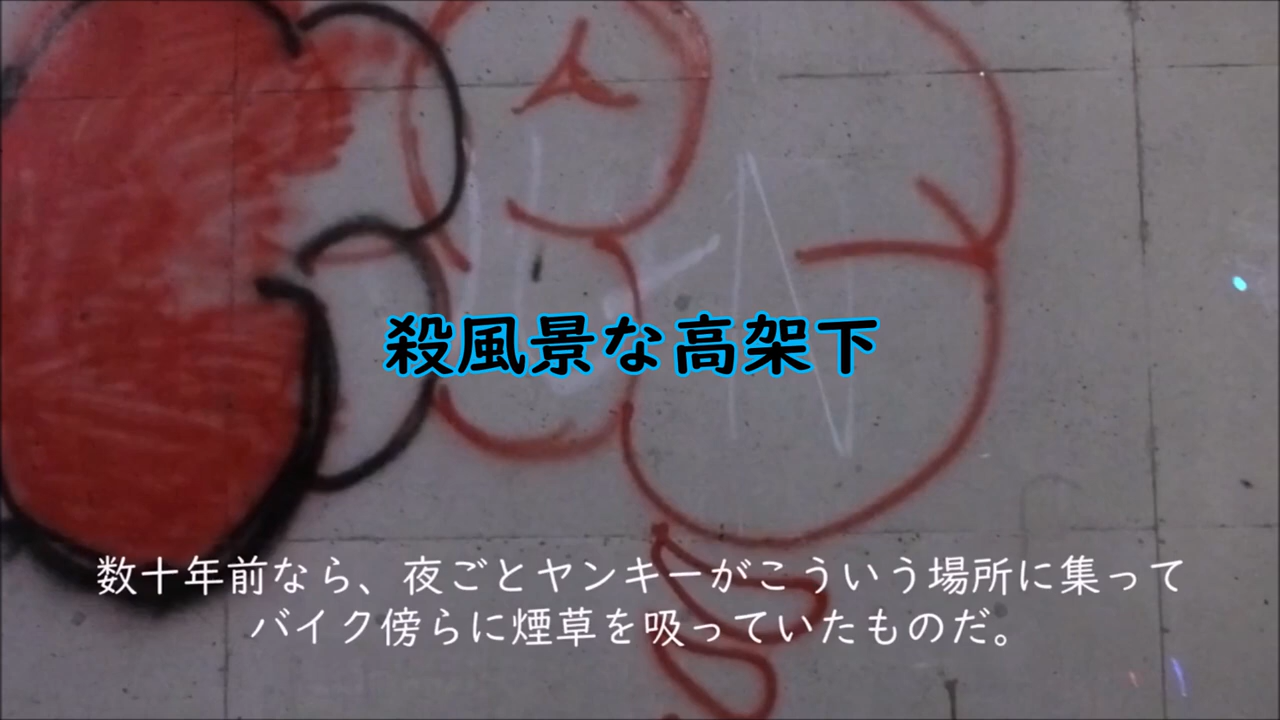 殺風景な高架下
数十年前なら、夜ごとヤンキーがこういう場所に集って
バイク傍らに煙草を吸っていたものだ。